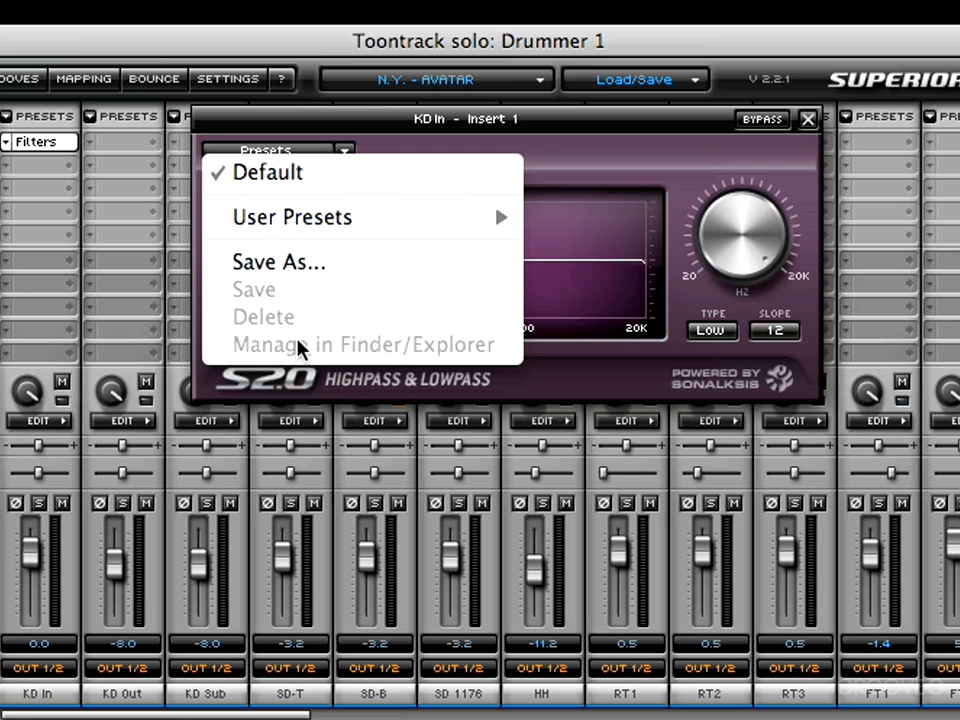 Toontrack solo: Drummer 1
OOVES MAPPING BOUNCE SETTINGS ? N.Y. - AVATAR Load/Save V 2.2.1 SUPERIOR
PRESETS PRESETS PRESETS PRESETS
KD In - Insert 1 BYPASS
Filters
Presets
Default
User Presets
Save As...
Save
Delete
Manage in Finder/Explorer
20K
20 20K
HZ
TYPE SLOPE
Low 12
S2.0 HIGHPASS & LOWPASS
POWERED BY
SONALKSIS
M M M
EDIT EDIT EDIT EDIT EDIT EDIT EDIT EDIT EDIT EDIT EDIT
S M S M S M S M S M S M S M S M S M S M S M S
0.0 -8.0 -8.0 -3.2 -3.2 -3.2 -11.2 0.5 0.5 0.5 -1.4
OUT 1/2 OUT 1/2 OUT 1/2 OUT 1/2 OUT 1/2 OUT 1/2 OUT 1/2 OUT 1/2 OUT 1/2 OUT 1/2 OUT 1/2
KD In KD Out KD Sub SD-T SD-B SD 1176 HH RT1 RT2 RT3 FT1